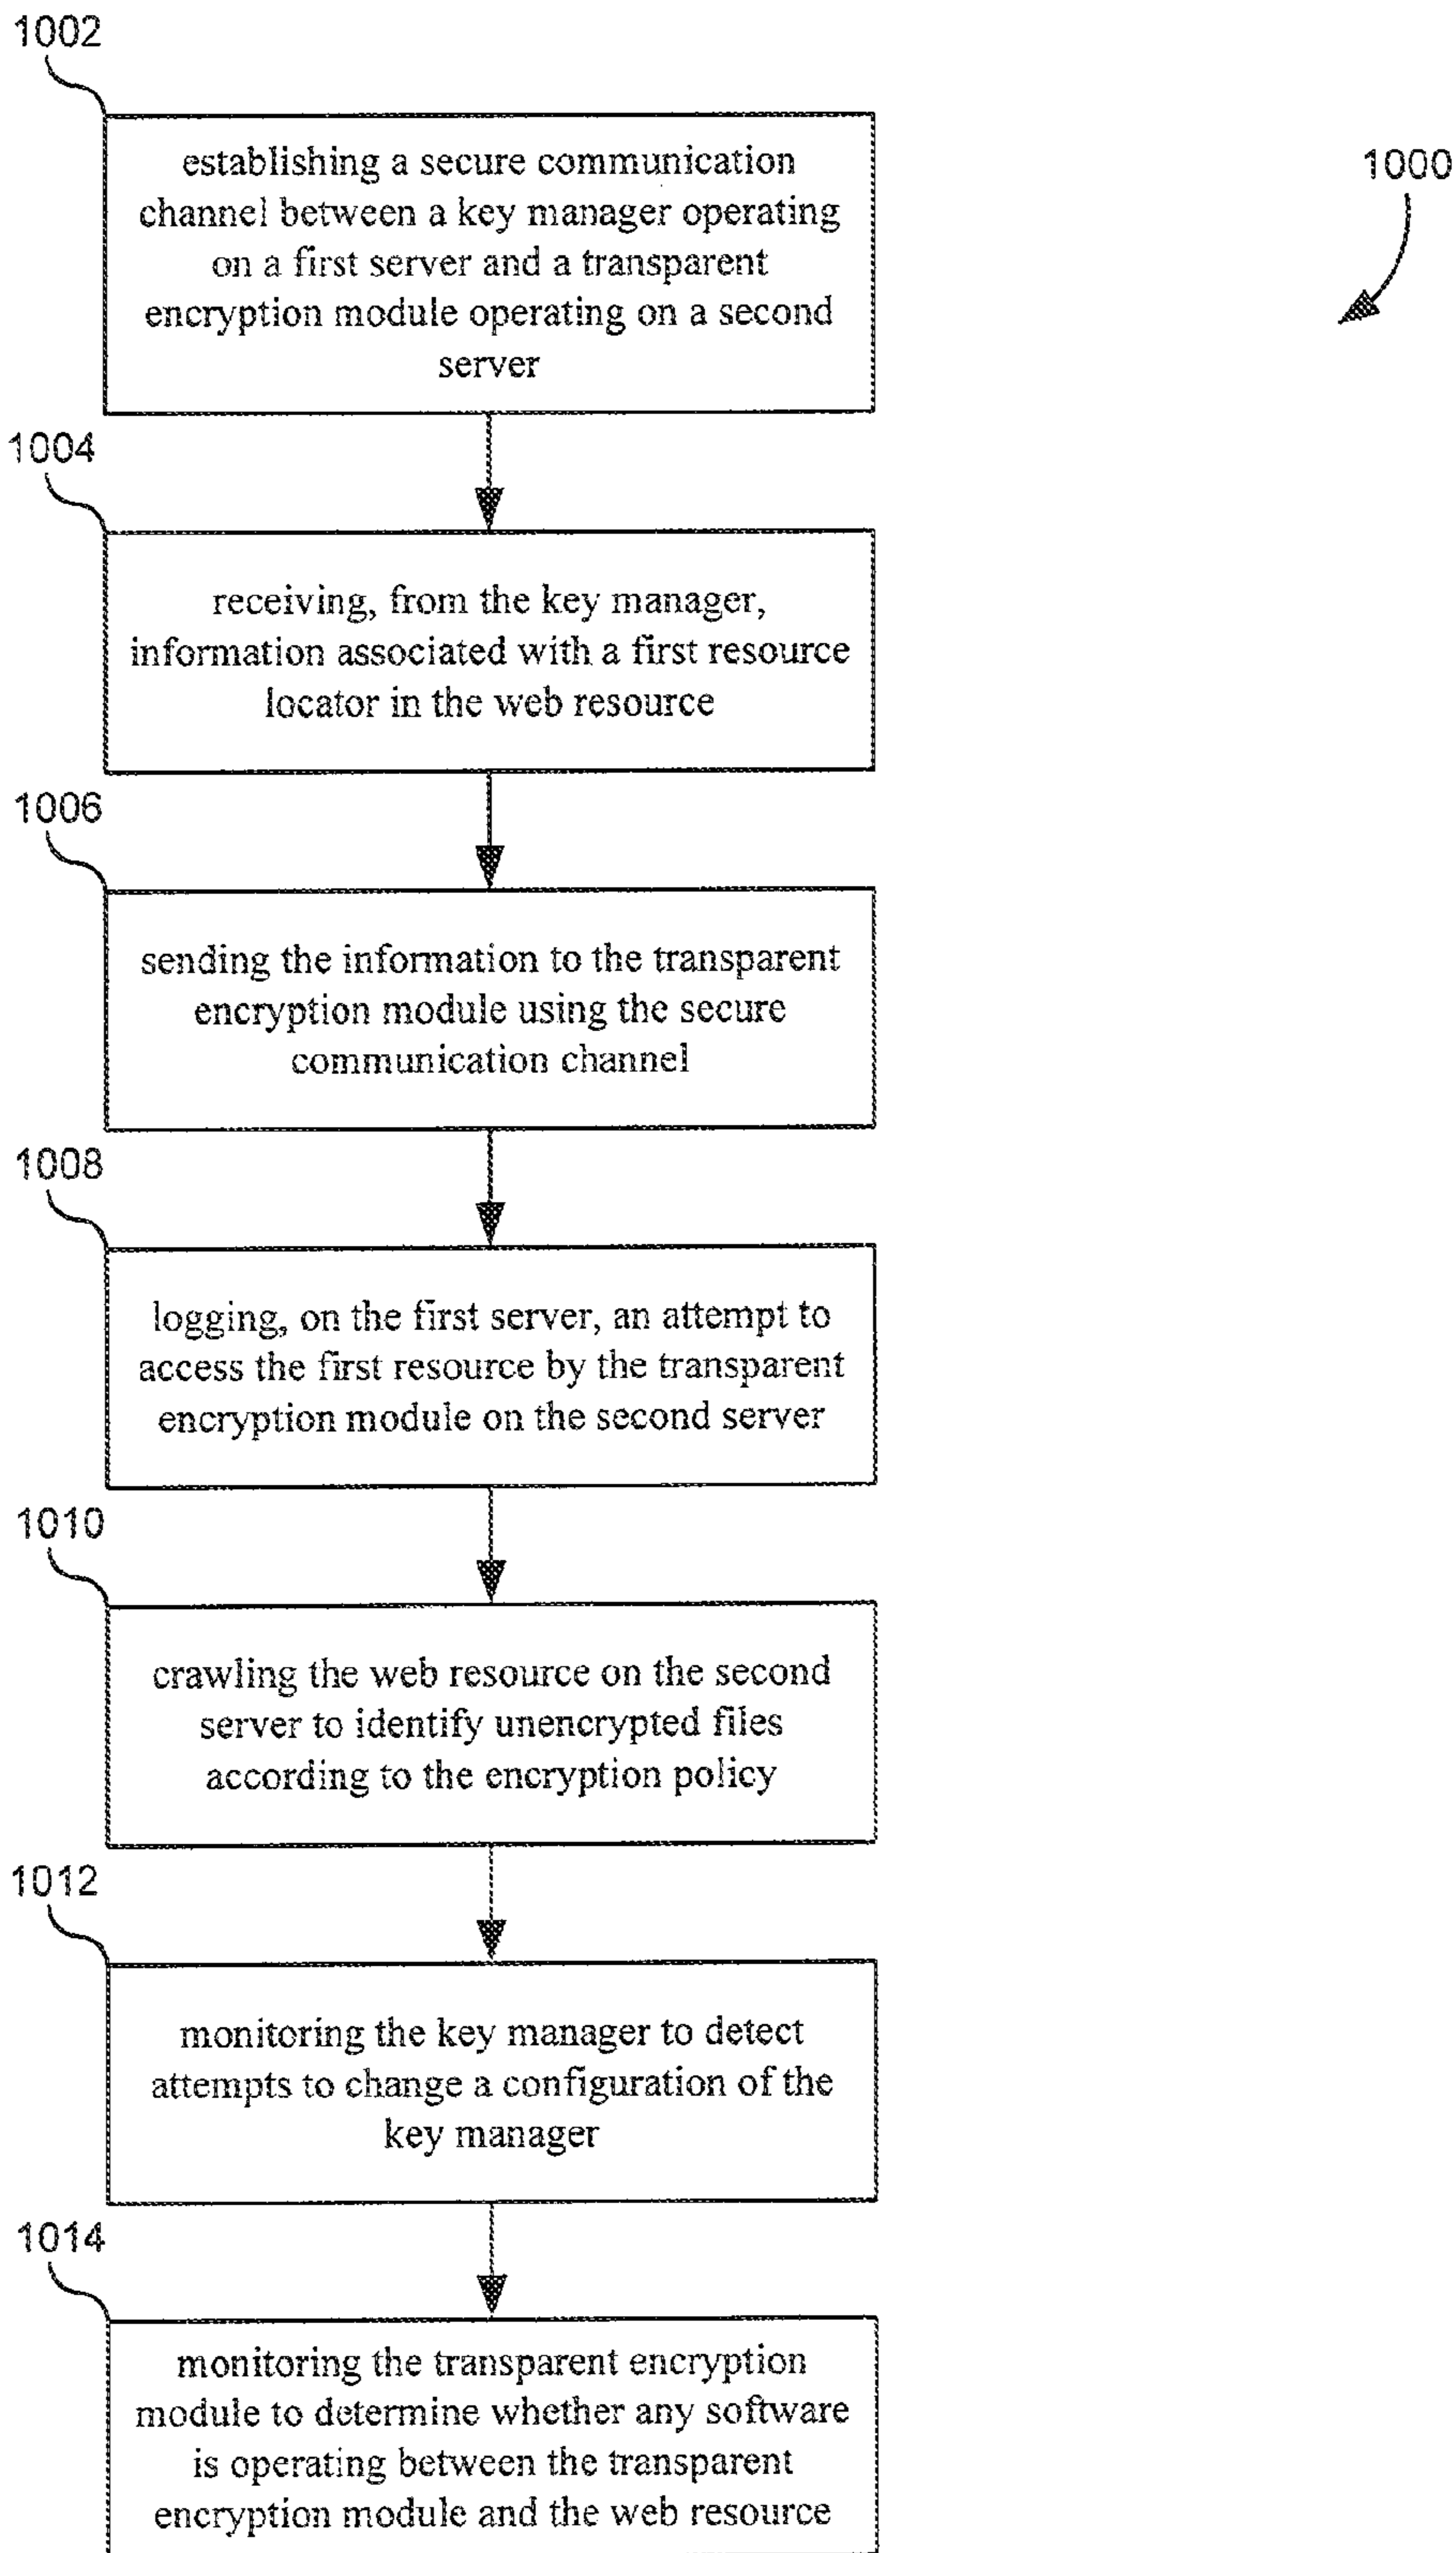 1002
1000
establishing a secure communication
channel between a key manager operating
on a first server and a transparent
encryption module operating on a second
server
1004
receiving, from the key manager,
information associated with a first resource
locator in the web resource
1006
sending the information to the transparent
encryption module using the secure
communication channel
1008
logging, on the first server, an attempt to
access the first resource by the transparent
encryption module on the second server
1010
crawling the web resource on the second
server to identify unencrypted files
according to the encryption policy
1012
monitoring the key manager to detect
attempts to change a configuration of the
key manager
1014
monitoring the transparent encryption
module to determine whether any software
is operating between the transparent
encryption module and the web resource